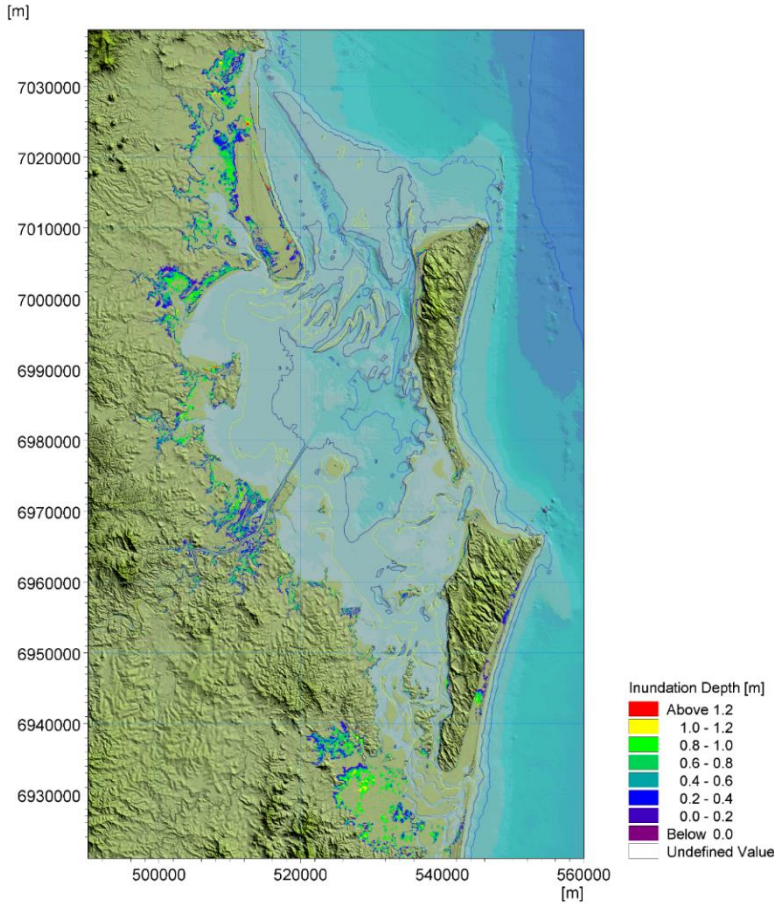 [m]
7030000
7020000
7010000
7000000
6990000
6980000
6970000
6960000
6950000
6940000
6930000
500000 520000 540000 560000
[m]
Inundation Depth [m]
Above 1.2
1.0 - 1.2
0.8 - 1.0
0.6 - 0.8
0.4 - 0.6
0.2 - 0.4
0.0 - 0.2
Below 0.0
Undefined Value